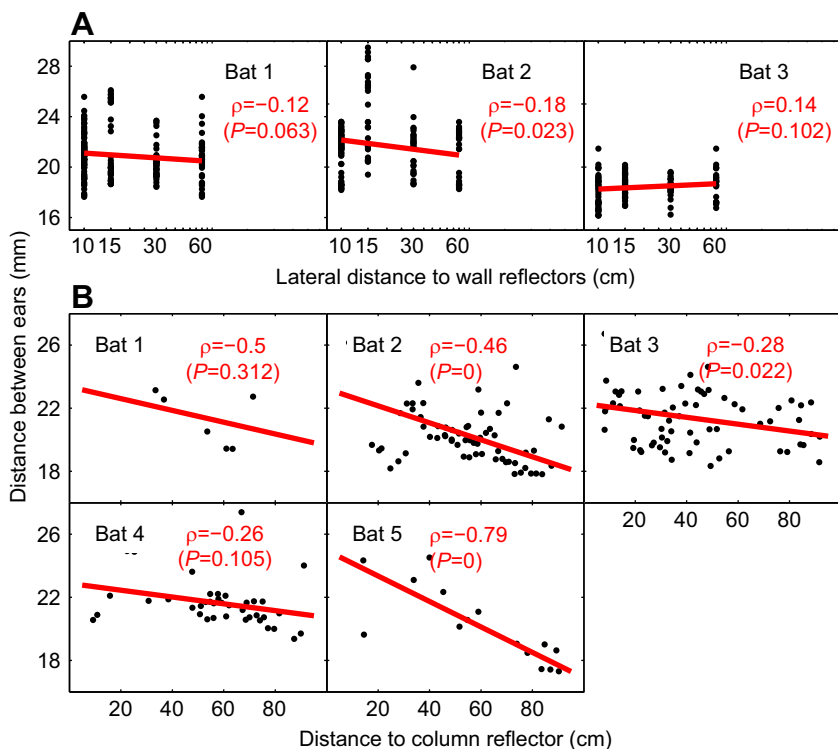 A
Bat 1
ρ=−0.12
(P=0.063)
Bat 2
ρ=−0.18
(P=0.023)
Bat 3
0.14
(P=0.102)
28
24
20
16
10 15 30 60
10 15 30 60
10 15 30 60
Lateral distance to wall reflectors (cm)
Distance between ears (mm)
B
Bat 1
ρ=−0.5
(P=0.312)
Bat 2
ρ=−0.46
(P=0)
Bat 3
ρ=−0.28
(P=0.022)
26
22
18
Bat 4
ρ=−0.26
(P=0.105)
Bat 5
ρ=−0.79
(P=0)
26
22
18
20 40 60 80
20 40 60 80
20 40 60 80
Distance to column reflector (cm)